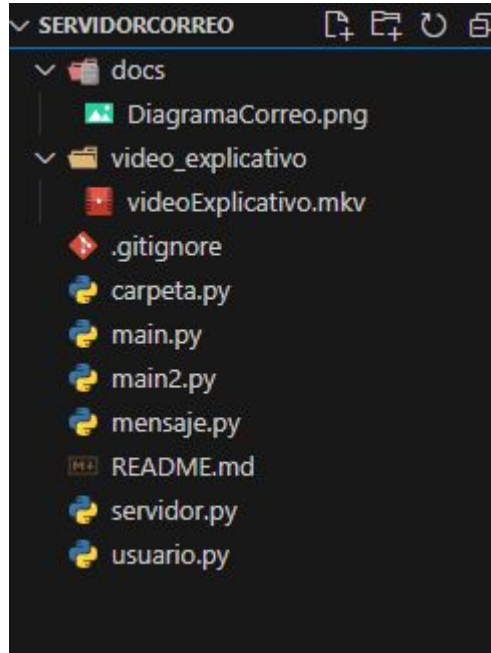 SERVIDORCORREO
docs
DiagramaCorreo.png
video_explicativo
videoExplicativo.mkv
.gitignore
carpeta.py
main.py
main2.py
mensaje.py
README.md
servidor.py
usuario.py